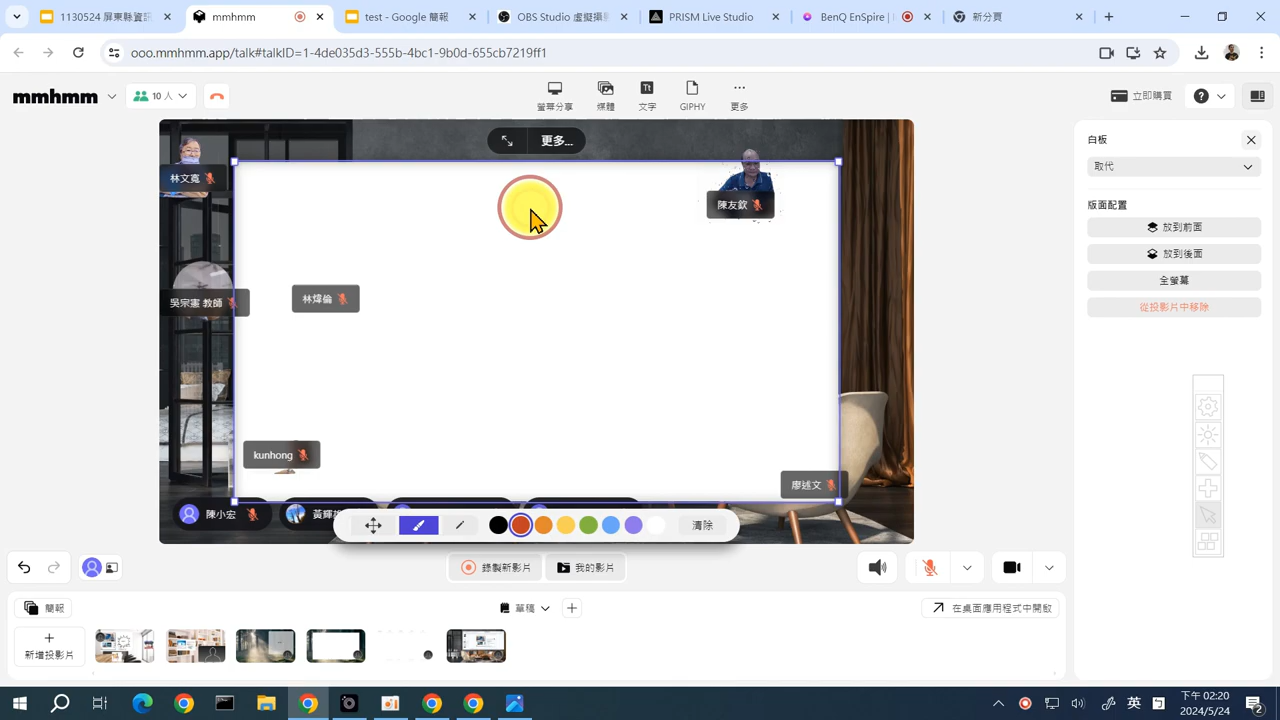 1130524 屏東縣資訊
mmhmm
test - Google 簡報
OBS Studio 虛擬攝影
PRISM Live Studio
BenQ EnSpire |
新分頁
ooo.mmhmm.app/talk#talkID=1-4de035d3-555b-4bc1-9b0d-655cb7219ff1
mmhmm
10 人
螢幕分享
媒體
文字
GIPHY
更多
立即購買
更多...
白板
取代
版面配置
放到前面
放到後面
全螢幕
從投影片中移除
林文寬
陳友欽
吳宗憲 教師
林煒倫
kunhong
廖述文
陳小宏
黃輝雄
清除
錄製新影片
我的影片
簡報
草稿
在桌面應用程式中開啟
新增投影片
英
下午 02:20
2024/5/24
2